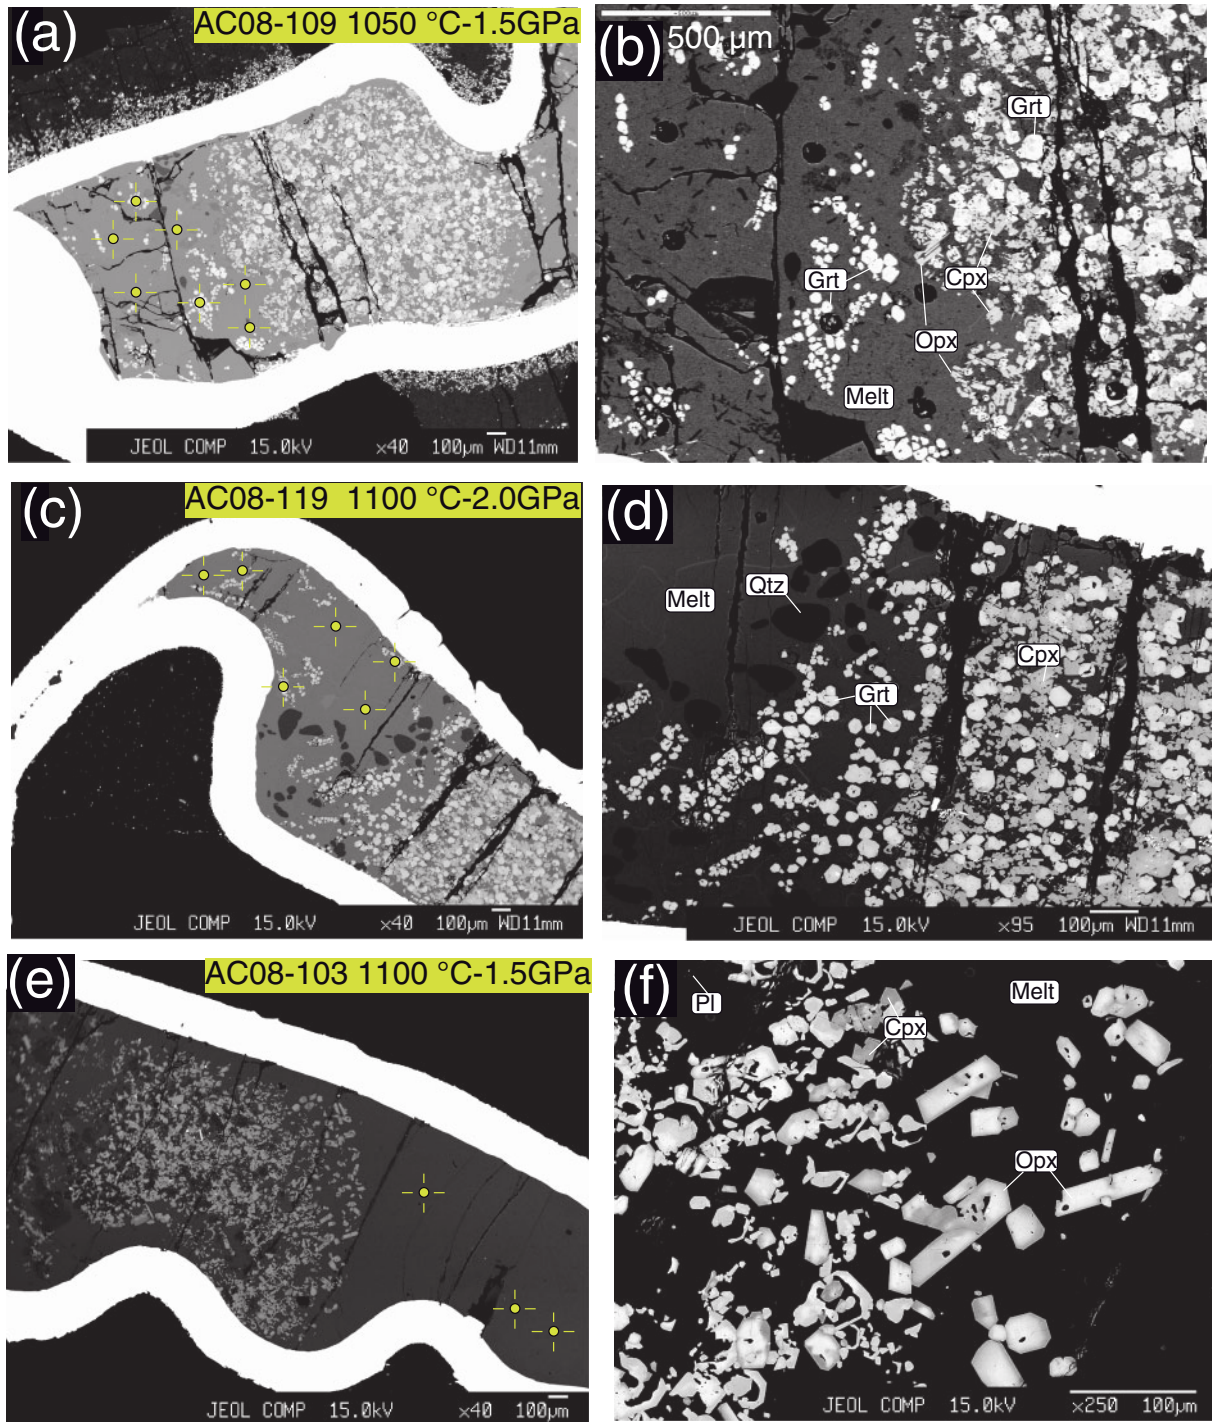 (a)
AC08-109 1050 °C-1.5GPa
JEOL COMP 15.0kV ×40 100µm WD11mm
(b)
500 µm
Grt
Grt
Cpx
Opx
Melt
(c)
AC08-119 1100 °C-2.0GPa
JEOL COMP 15.0kV ×40 100µm WD11mm
(d)
Melt
Qtz
Cpx
Grt
JEOL COMP 15.0kV ×95 100µm WD11mm
(e)
AC08-103 1100 °C-1.5GPa
JEOL COMP 15.0kV ×40 100µm
(f)
Pl
Melt
Cpx
Opx
JEOL COMP 15.0kV ×250 100µm